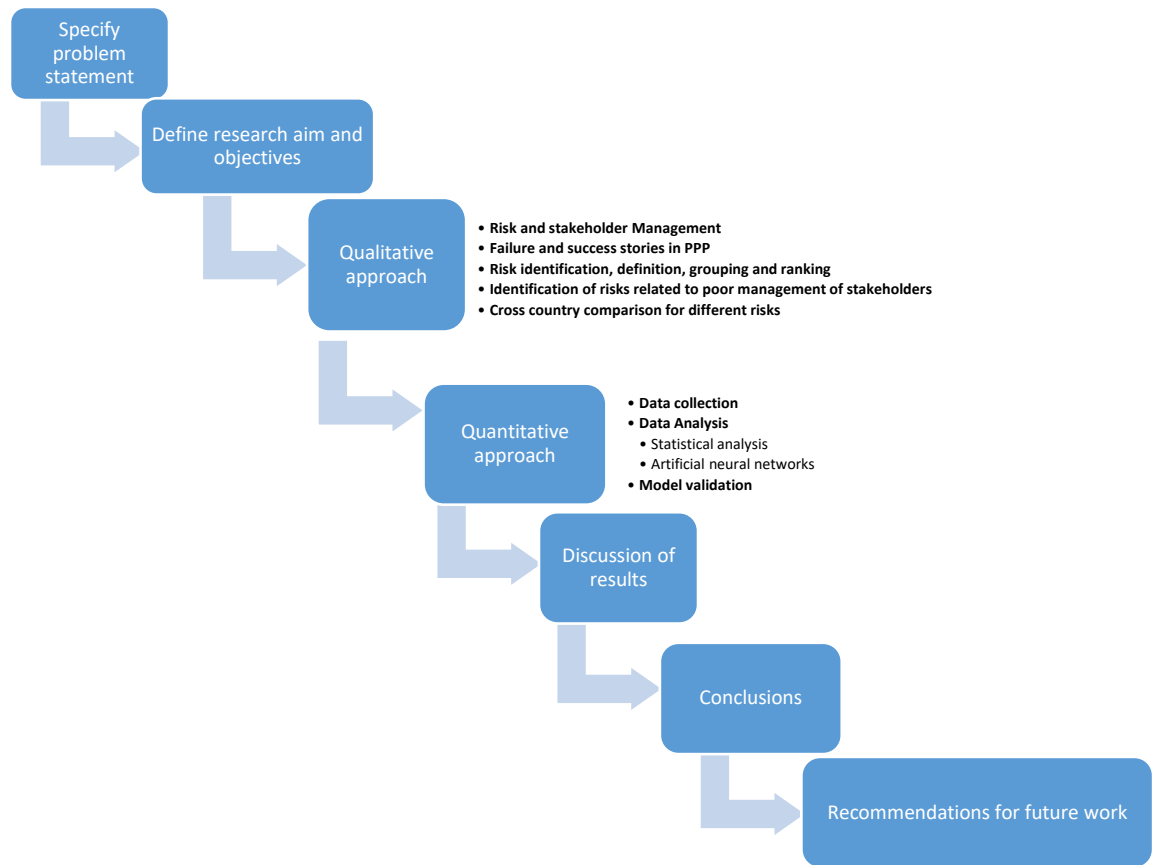 Specify
problem
statement
Define research aim and
objectives
Qualitative
approach
• Risk and stakeholder Management
• Failure and success stories in PPP
• Risk identification, definition, grouping and ranking
• Identification of risks related to poor management of stakeholders
• Cross country comparison for different risks
Quantitative
approach
• Data collection
• Data Analysis
• Statistical analysis
• Artificial neural networks
• Model validation
Discussion of
results
Conclusions
Recommendations for future work